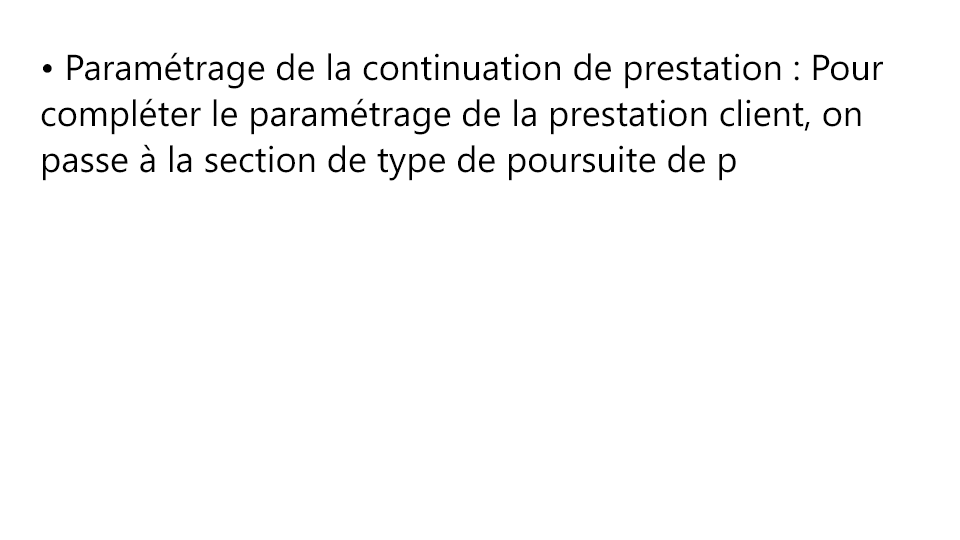 • Paramétrage de la continuation de prestation : Pour
compléter le paramétrage de la prestation client, on
passe à la section de type de poursuite de p